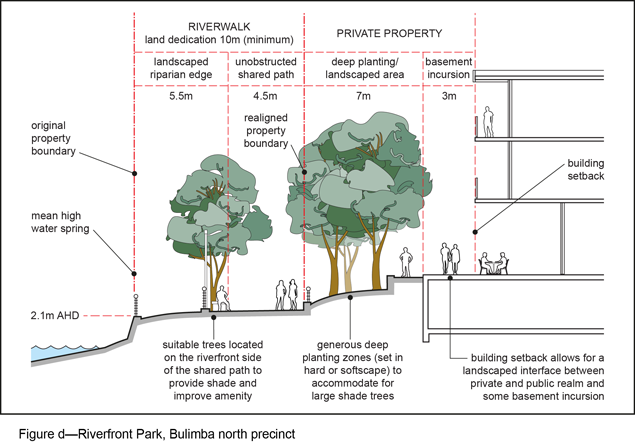 RIVERWALK
land dedication 10m (minimum)
PRIVATE PROPERTY
landscaped
riparian edge
unobstructed
shared path
deep planting/
landscaped area
basement
incursion
5.5m
4.5m
7m
3m
original
property
boundary
realigned
property
boundary
building
setback
mean high
water spring
2.1m AHD
suitable trees located
on the riverfront side
of the shared path to
provide shade and
improve amenity
generous deep
planting zones (set in
hard or softscape) to
accommodate for
large shade trees
building setback allows for a
landscaped interface between
private and public realm and
some basement incursion
Figure d—Riverfront Park, Bulimba north precinct